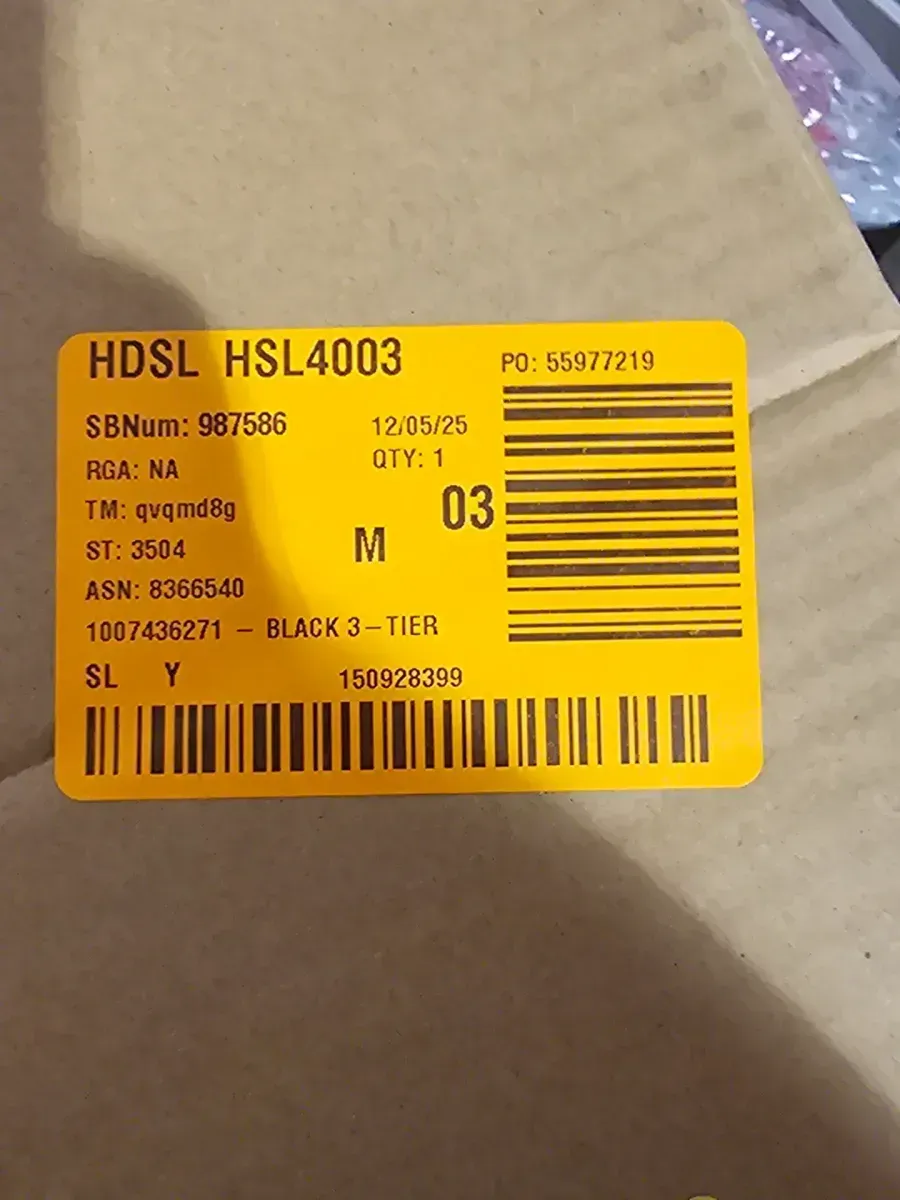 HDSL HSL4003
PO: 55977219
SBNum: 987586
12/05/25
RGA: NA
QTY: 1
TM: qvqmd8g
03
ST: 3504
M
ASN: 8366540
1007436271 – BLACK 3–TIER
SL Y 150928399